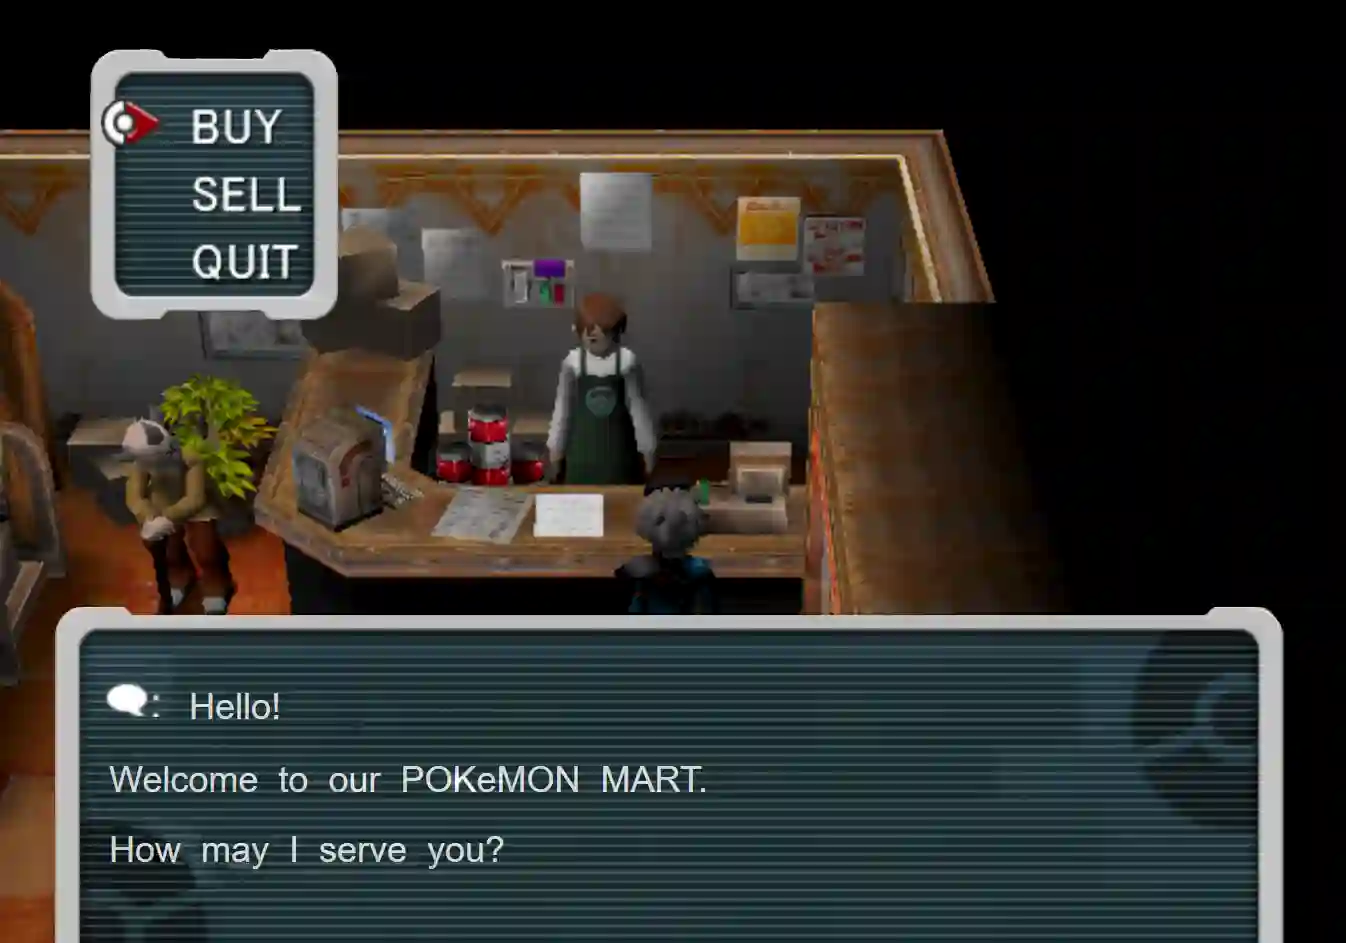 BUY
SELL
QUIT
: Hello!
Welcome to our POKeMON MART.
How may I serve you?